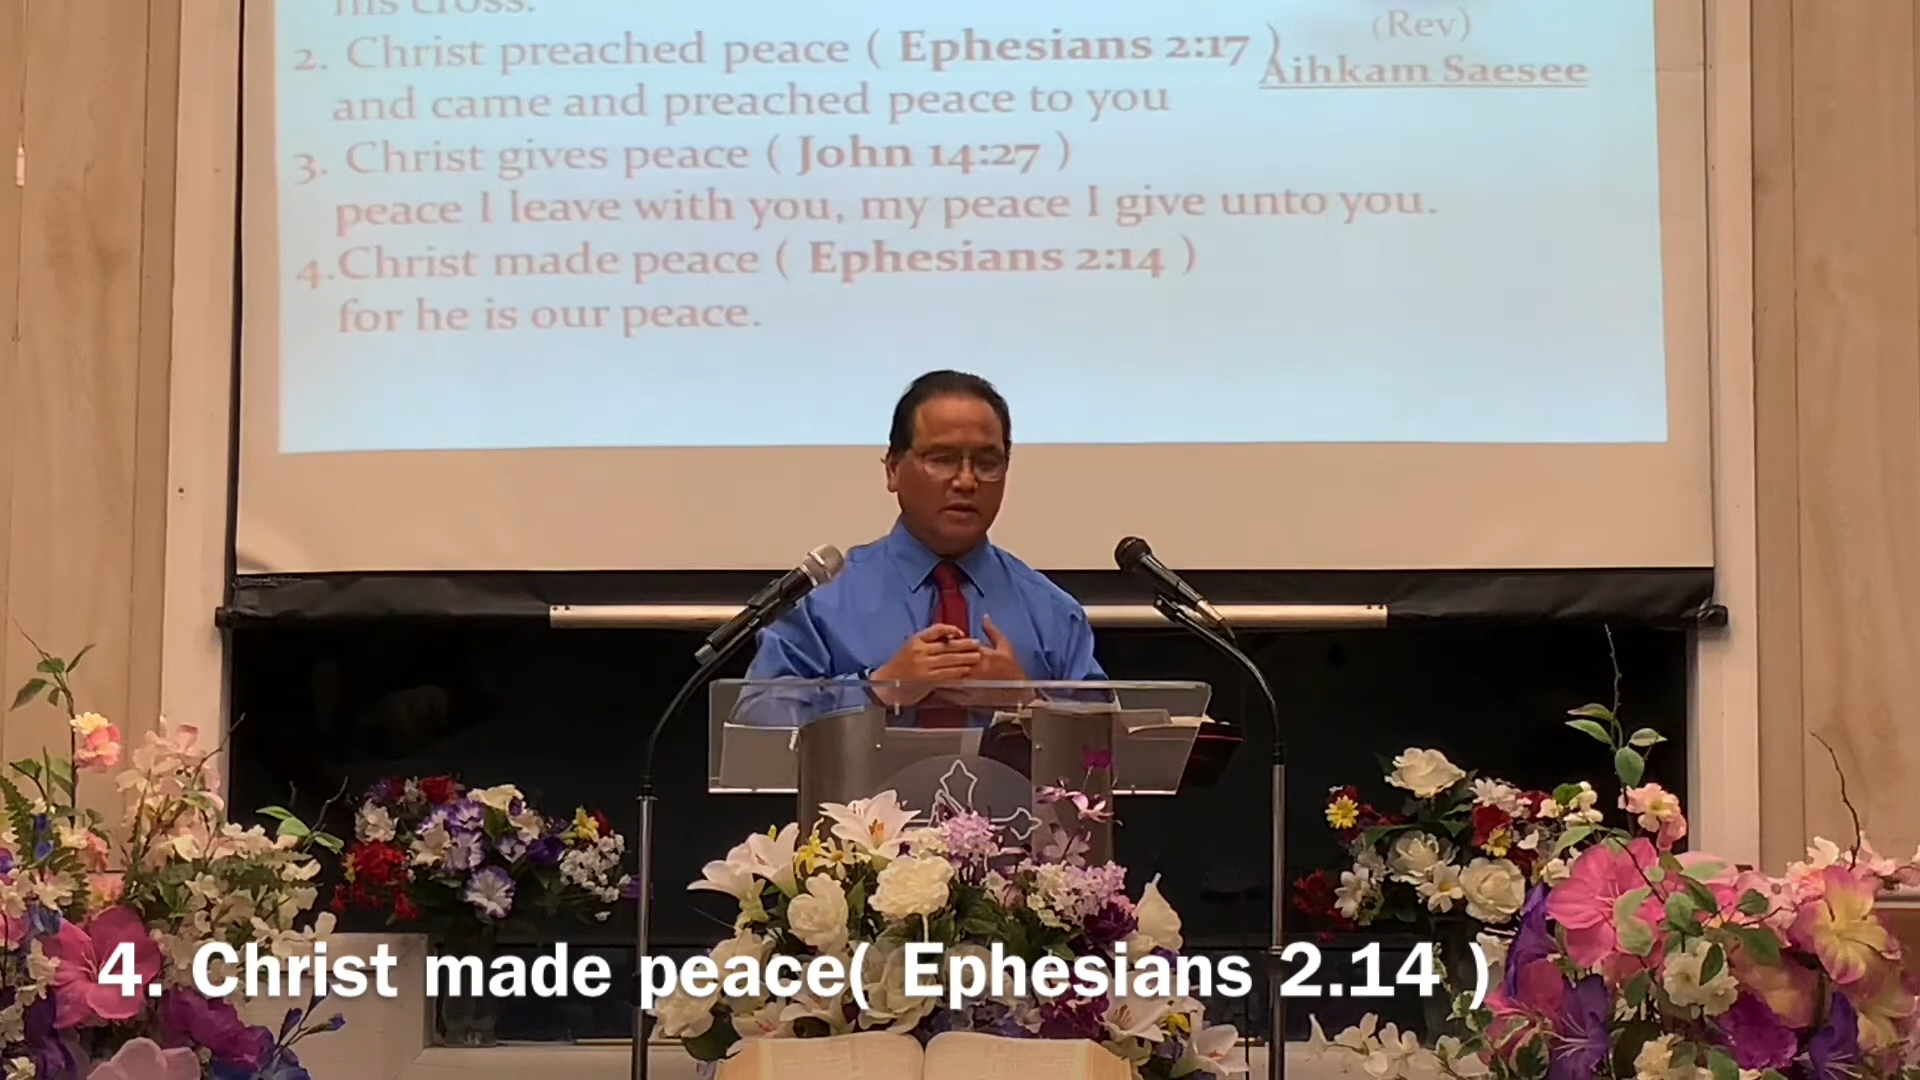 his cross.
2. Christ preached peace ( Ephesians 2:17 )
(Rev)
Aihkam Saesee
and came and preached peace to you
3. Christ gives peace ( John 14:27 )
peace I leave with you, my peace I give unto you.
4.Christ made peace ( Ephesians 2:14 )
for he is our peace.
4. Christ made peace( Ephesians 2.14 )